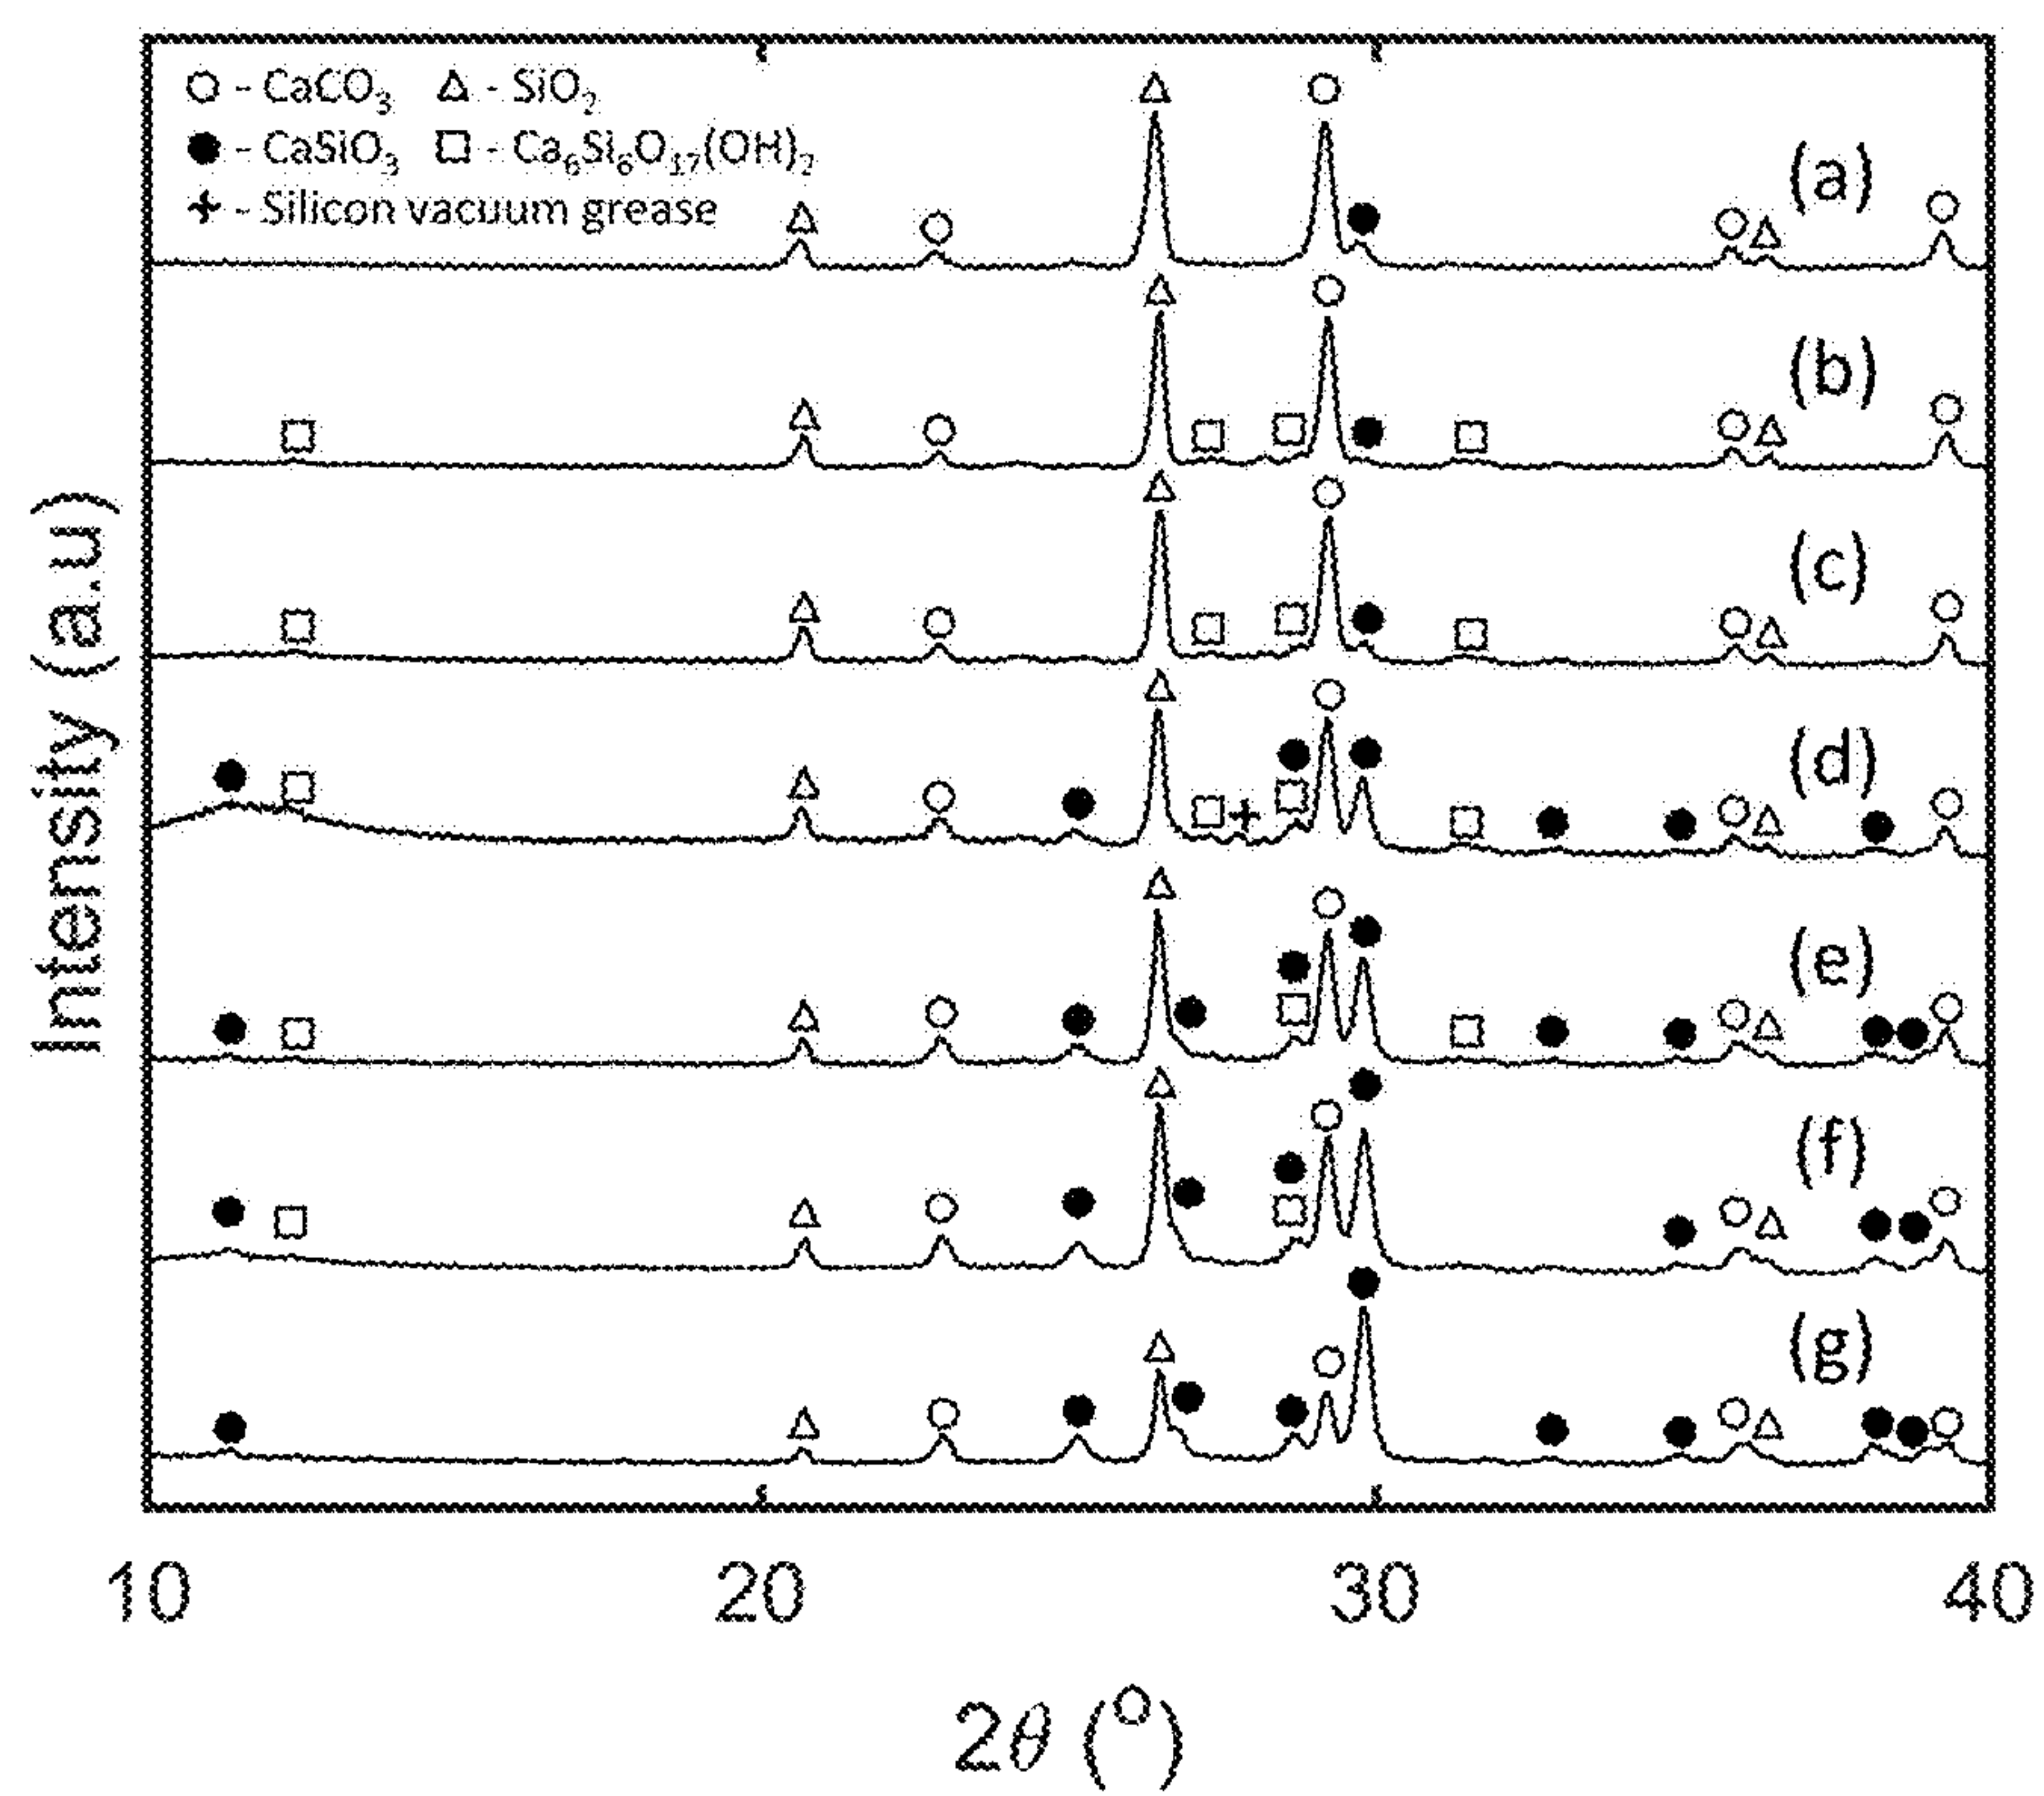 ○ - CaCO₃ △ - SiO₂
● - CaSiO₃ □ - Ca₆Si₆O₁₇(OH)₂
+ - Silicon vacuum grease
(a)
(b)
(c)
(d)
(e)
(f)
(g)
Intensity (a.u)
10 20 30 40
2θ (°)